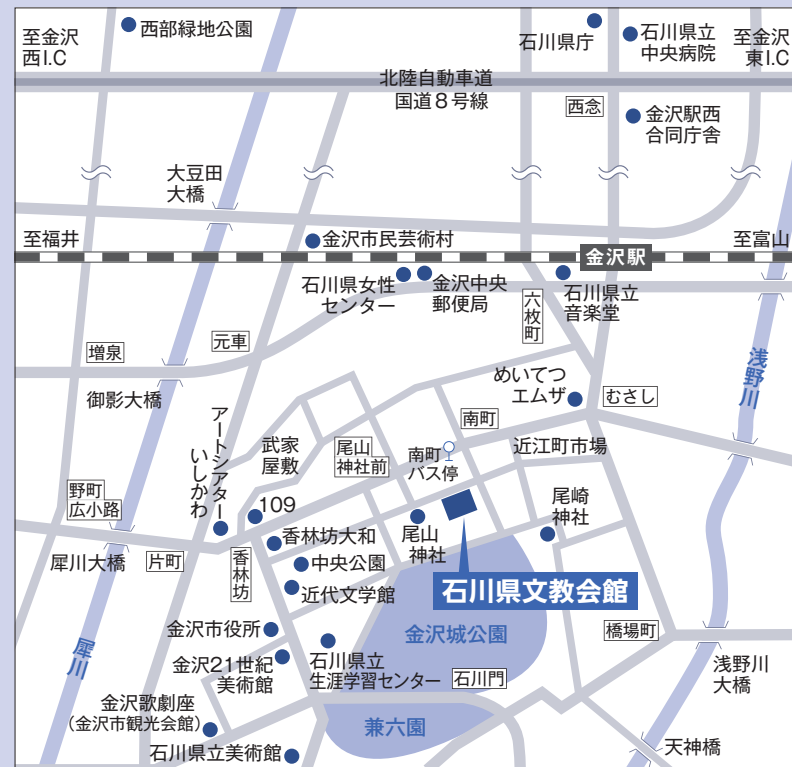 至金沢
西I.C
西部緑地公園
石川県庁
石川県立
中央病院
至金沢
東I.C
北陸自動車道
国道8号線
西念
金沢駅西
合同庁舎
大豆田
大橋
至福井
金沢市民芸術村
金沢駅
至富山
石川県女性
センター
金沢中央
郵便局
石川県立
音楽堂
六枚町
元車
増泉
御影大橋
めいてつ
エムザ
むさし
浅野川
アートシアター
いしかわ
武家
屋敷
尾山
神社前
南町
南町
バス停
近江町市場
野町
広小路
109
香林坊大和
尾山
神社
尾崎
神社
犀川大橋
片町
香林坊
中央公園
近代文学館
石川県文教会館
金沢城公園
橋場町
犀川
金沢市役所
金沢21世紀
美術館
石川県立
生涯学習センター
石川門
浅野川
大橋
金沢歌劇座
(金沢市観光会館)
兼六園
石川県立美術館
天神橋